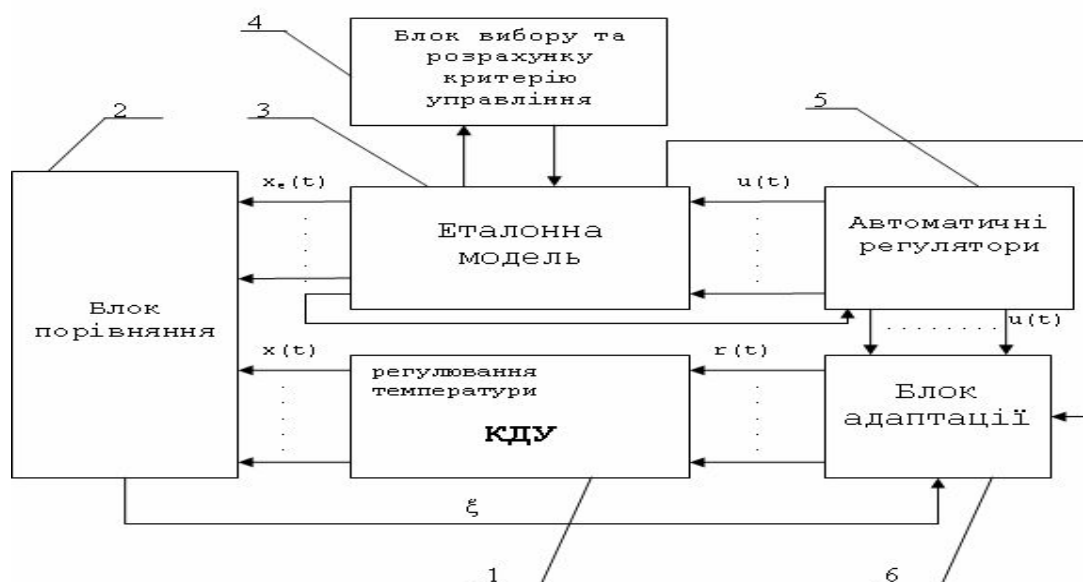 4
Блок вибору та
розрахунку
критерію
управління
2
3
5
xₑ(t)
u(t)
Еталонна
модель
Автоматичні
регулятори
Блок
порівняння
u(t)
x(t)
r(t)
регулювання
температури
КДУ
Блок
адаптації
ξ
1
6